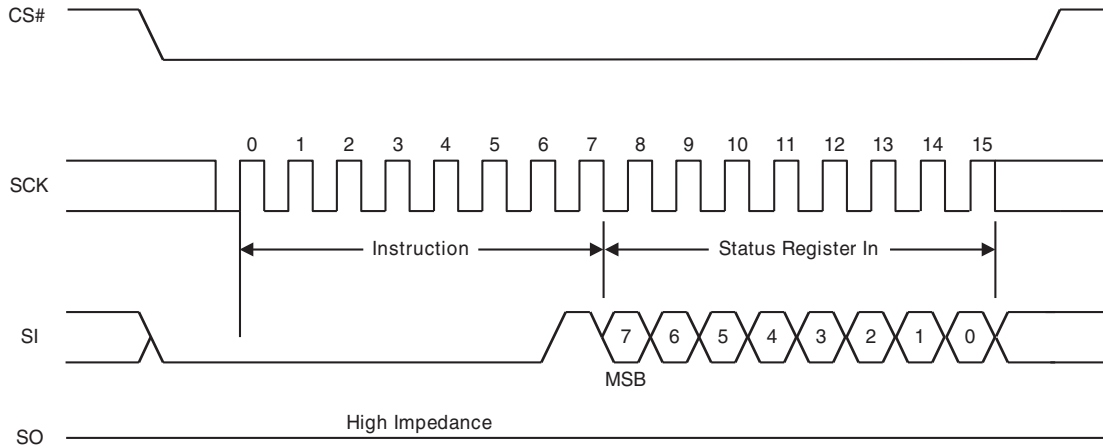 CS#
0 1 2 3 4 5 6 7 8 9 10 11 12 13 14 15
SCK
Instruction
Status Register In
SI
7 6 5 4 3 2 1 0
MSB
High Impedance
SO